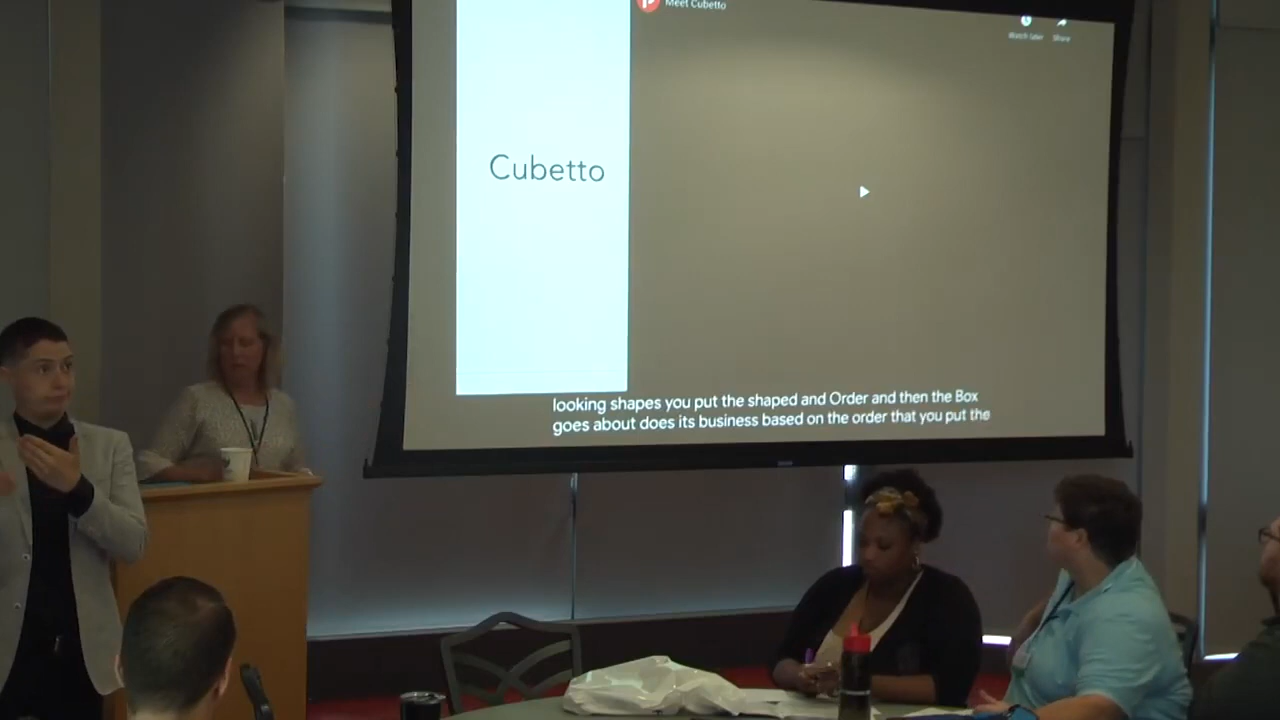 Meet Cubetto
Watch later
Share
Cubetto
looking shapes you put the shaped and Order and then the Box
goes about does its business based on the order that you put the